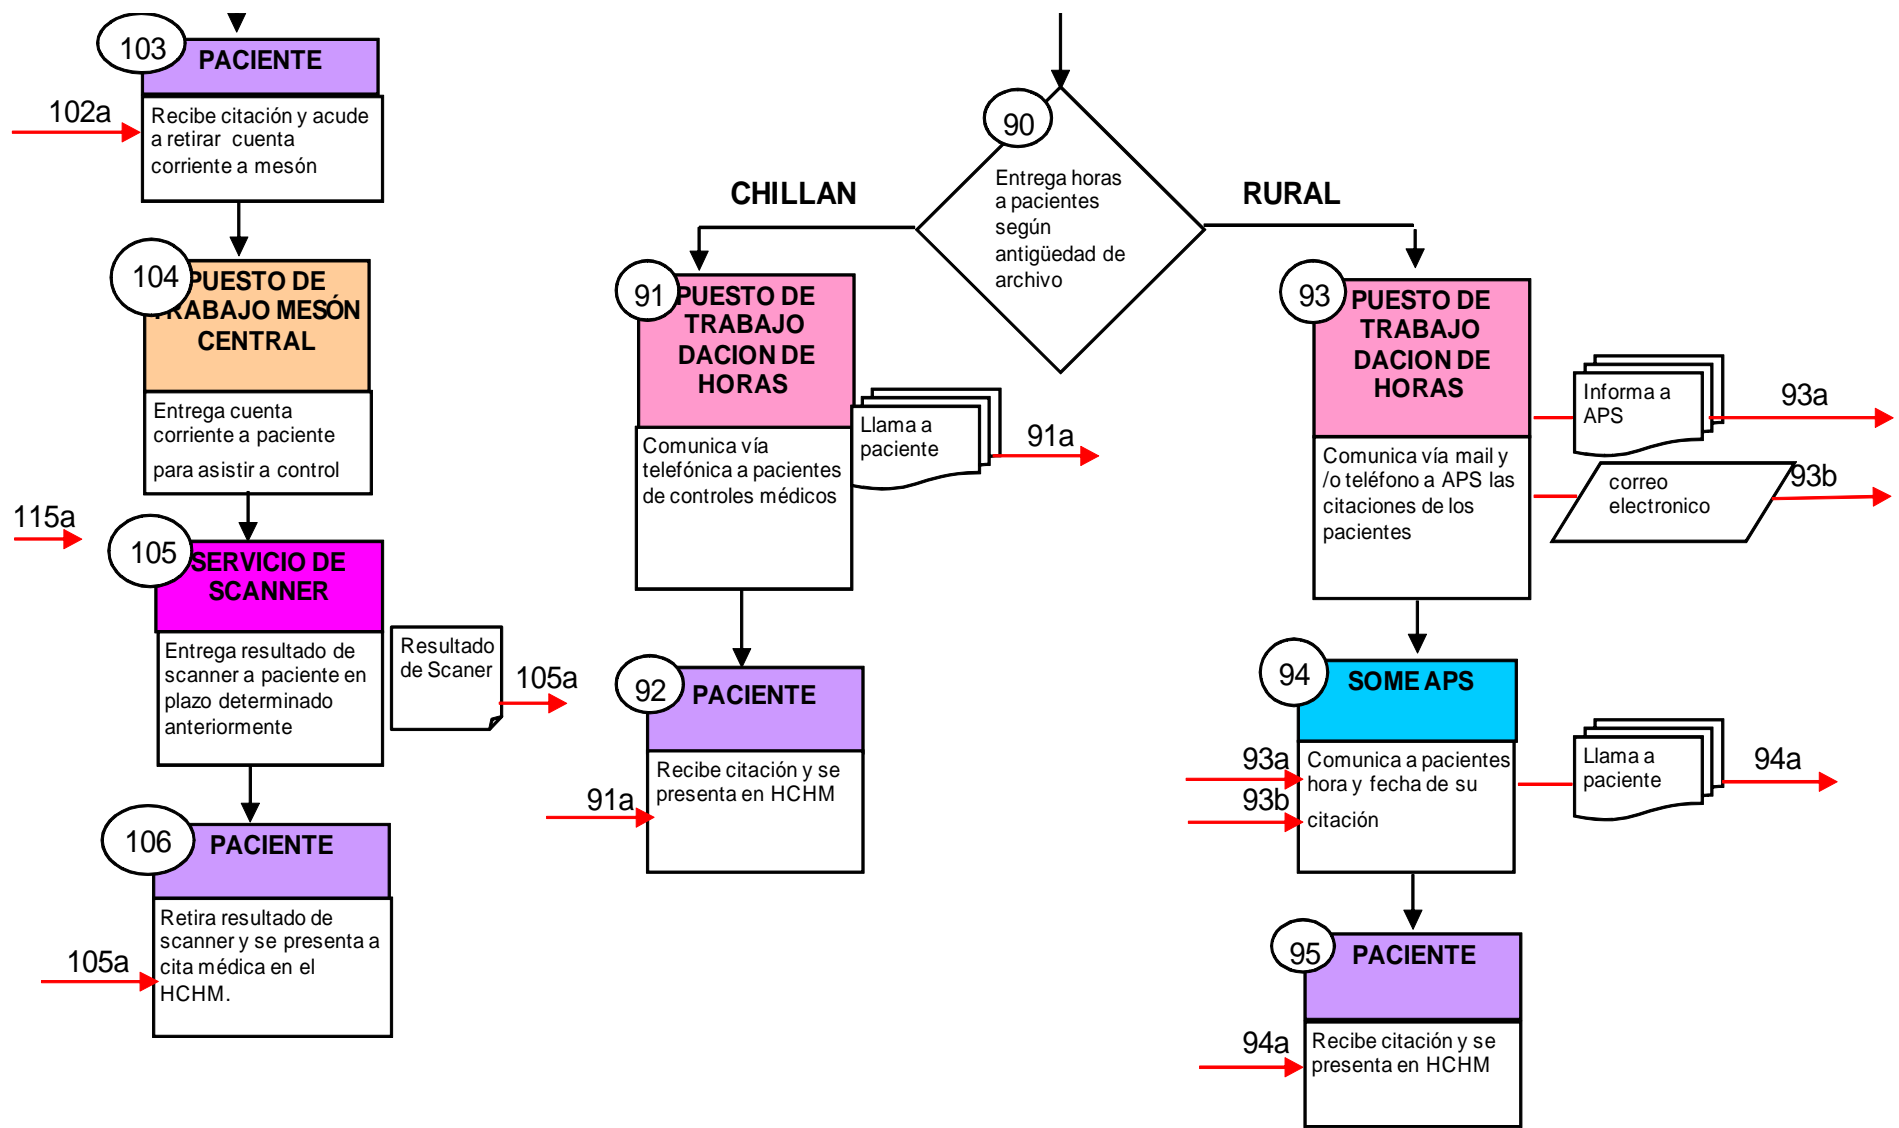 103
PACIENTE
102a
Recibe citación y acude
a retirar cuenta
corriente a mesón
104
PUESTO DE
TRABAJO MESÓN
CENTRAL
Entrega cuenta
corriente a paciente
para asistir a control
115a
105
SERVICIO DE
SCANNER
Entrega resultado de
scanner a paciente en
plazo determinado
anteriormente
Resultado
de Scaner
105a
106
PACIENTE
105a
Retira resultado de
scanner y se presenta a
cita médica en el
HCHM.
90
Entrega horas
a pacientes
según
antigüedad de
archivo
CHILLAN
RURAL
91
PUESTO DE
TRABAJO
DACION DE
HORAS
Comunica vía
telefónica a pacientes
de controles médicos
Llama a
paciente
91a
92
PACIENTE
91a
Recibe citación y se
presenta en HCHM
93
PUESTO DE
TRABAJO
DACION DE
HORAS
Comunica vía mail y
/o teléfono a APS las
citaciones de los
pacientes
Informa a
APS
93a
correo
electronico
93b
94
SOME APS
93a
93b
Comunica a pacientes
hora y fecha de su
citación
Llama a
paciente
94a
95
PACIENTE
94a
Recibe citación y se
presenta en HCHM